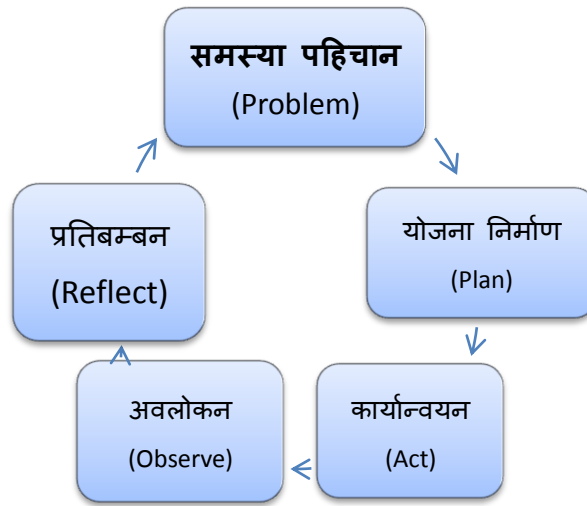 समस्या पहिचान
(Problem)
योजना निर्माण
(Plan)
कार्यान्वयन
(Act)
अवलोकन
(Observe)
प्रतिबम्बन
(Reflect)